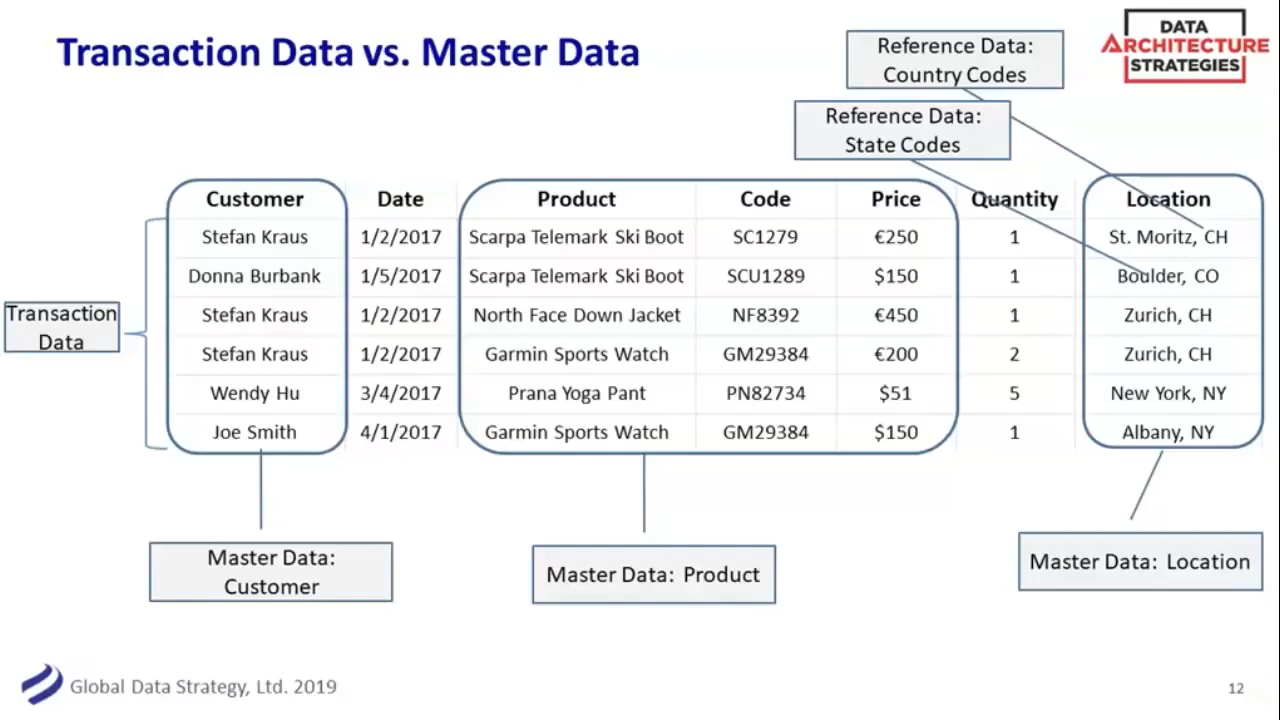 Transaction Data vs. Master Data
DATA
ARCHITECTURE
STRATEGIES
Reference Data:
Country Codes
Reference Data:
State Codes
Customer Date Product Code Price Quantity Location
Stefan Kraus 1/2/2017 Scarpa Telemark Ski Boot SC1279 €250 1 St. Moritz, CH
Donna Burbank 1/5/2017 Scarpa Telemark Ski Boot SCU1289 $150 1 Boulder, CO
Stefan Kraus 1/2/2017 North Face Down Jacket NF8392 €450 1 Zurich, CH
Stefan Kraus 1/2/2017 Garmin Sports Watch GM29384 €200 2 Zurich, CH
Wendy Hu 3/4/2017 Prana Yoga Pant PN82734 $51 5 New York, NY
Joe Smith 4/1/2017 Garmin Sports Watch GM29384 $150 1 Albany, NY
Transaction
Data
Master Data:
Customer
Master Data: Product
Master Data: Location
Global Data Strategy, Ltd. 2019
12